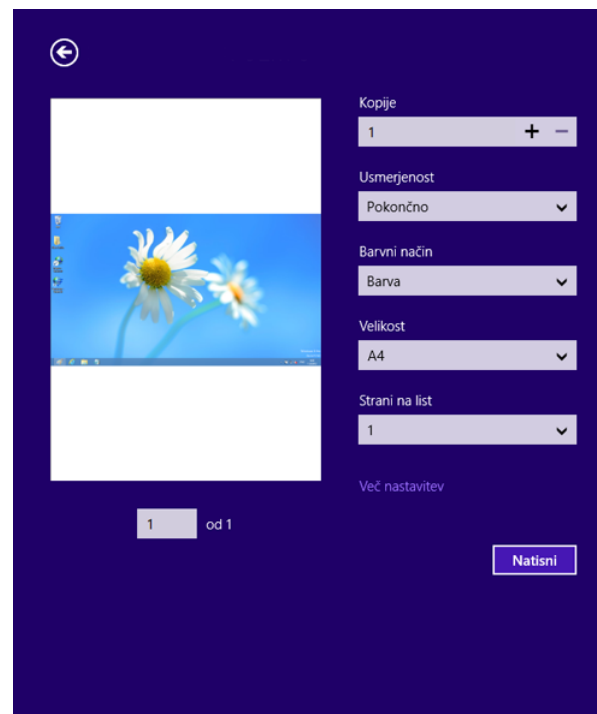 Kopije
1
Usmerjenost
Pokončno
Barvni način
Barva
Velikost
A4
Strani na list
1
Več nastavitev
1 od 1
Natisni